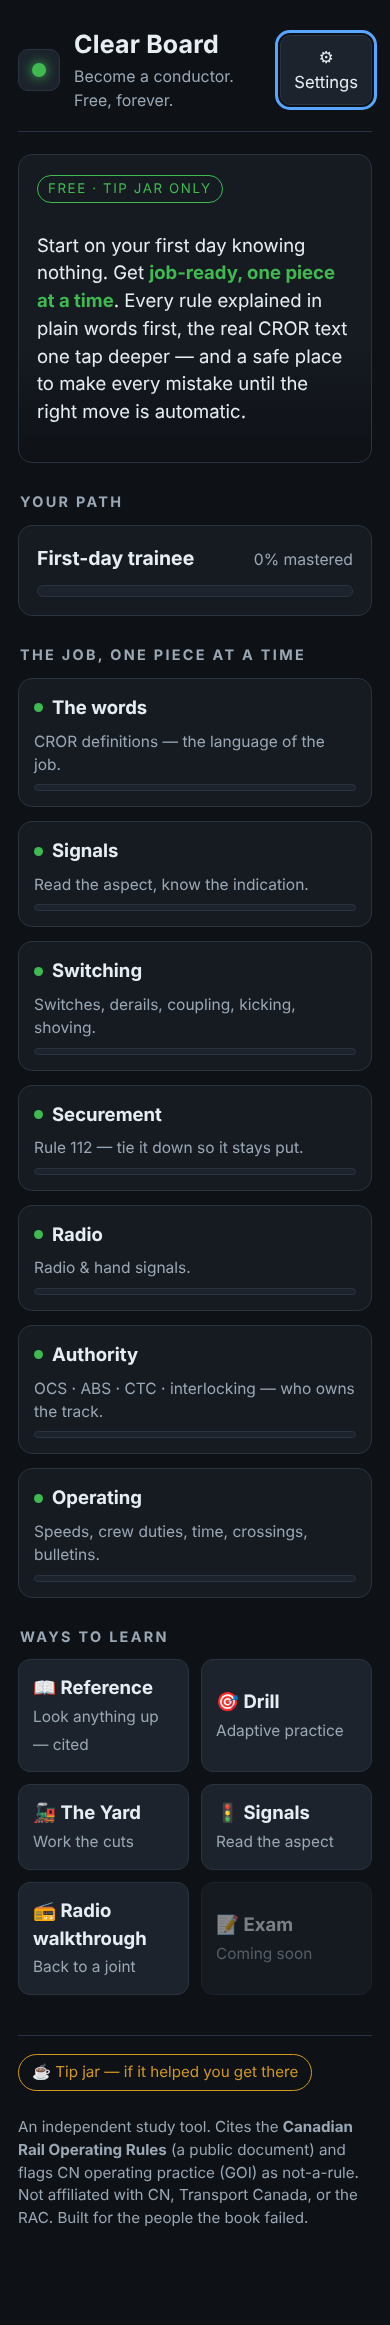 Clear Board
Become a conductor.
Free, forever.
⚙
Settings
FREE · TIP JAR ONLY
Start on your first day knowing
nothing. Get job-ready, one piece
at a time. Every rule explained in
plain words first, the real CROR text
one tap deeper — and a safe place
to make every mistake until the
right move is automatic.
YOUR PATH
First-day trainee
0% mastered
THE JOB, ONE PIECE AT A TIME
The words
CROR definitions — the language of the
job.
Signals
Read the aspect, know the indication.
Switching
Switches, derails, coupling, kicking,
shoving.
Securement
Rule 112 — tie it down so it stays put.
Radio
Radio & hand signals.
Authority
OCS · ABS · CTC · interlocking — who owns
the track.
Operating
Speeds, crew duties, time, crossings,
bulletins.
WAYS TO LEARN
📖 Reference
Look anything up
— cited
🎯 Drill
Adaptive practice
🚂 The Yard
Work the cuts
🚦 Signals
Read the aspect
📻 Radio
walkthrough
Back to a joint
📝 Exam
Coming soon
☕ Tip jar — if it helped you get there
An independent study tool. Cites the Canadian
Rail Operating Rules (a public document) and
flags CN operating practice (GOI) as not-a-rule.
Not affiliated with CN, Transport Canada, or the
RAC. Built for the people the book failed.